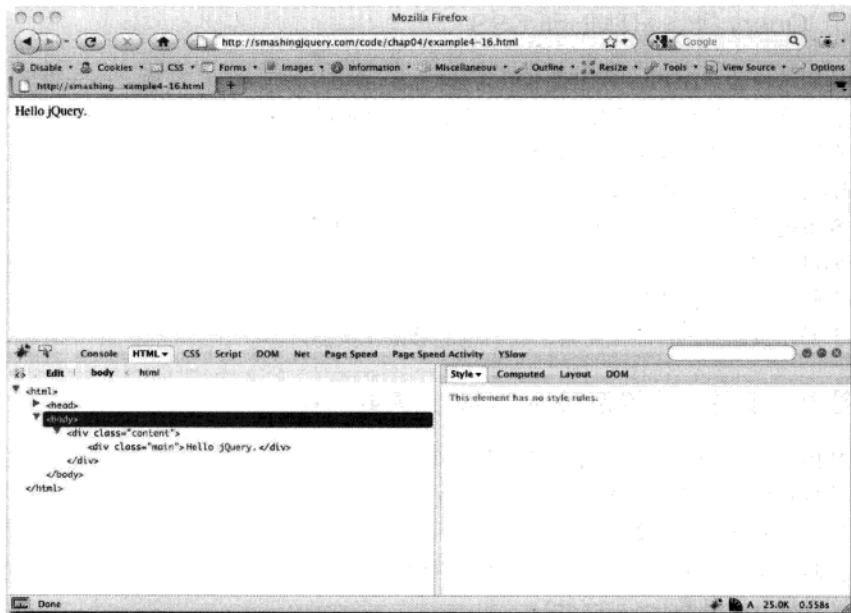 Mozilla Firefox
http://smashingjquery.com/code/chap04/example4-16.html
Google
Disable Cookies CSS Forms Images Information Miscellaneous Outline Resize Tools View Source Options
http://smashing...xample4-16.html +
Hello jQuery.
Console HTML CSS Script DOM Net Page Speed Page Speed Activity YSlow
Edit body < html
Style Computed Layout DOM
<html>
<head>
<body>
<div class="content">
<div class="main">Hello jQuery.</div>
</div>
</body>
</html>
This element has no style rules.
Done
A 25.0K 0.558s